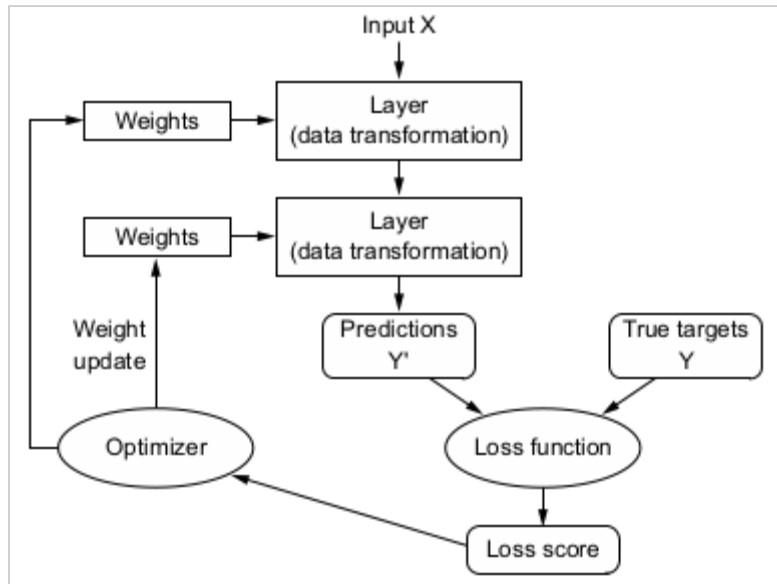 Input X
Weights
Layer
(data transformation)
Weights
Layer
(data transformation)
Weight
update
Predictions
Y'
True targets
Y
Optimizer
Loss function
Loss score